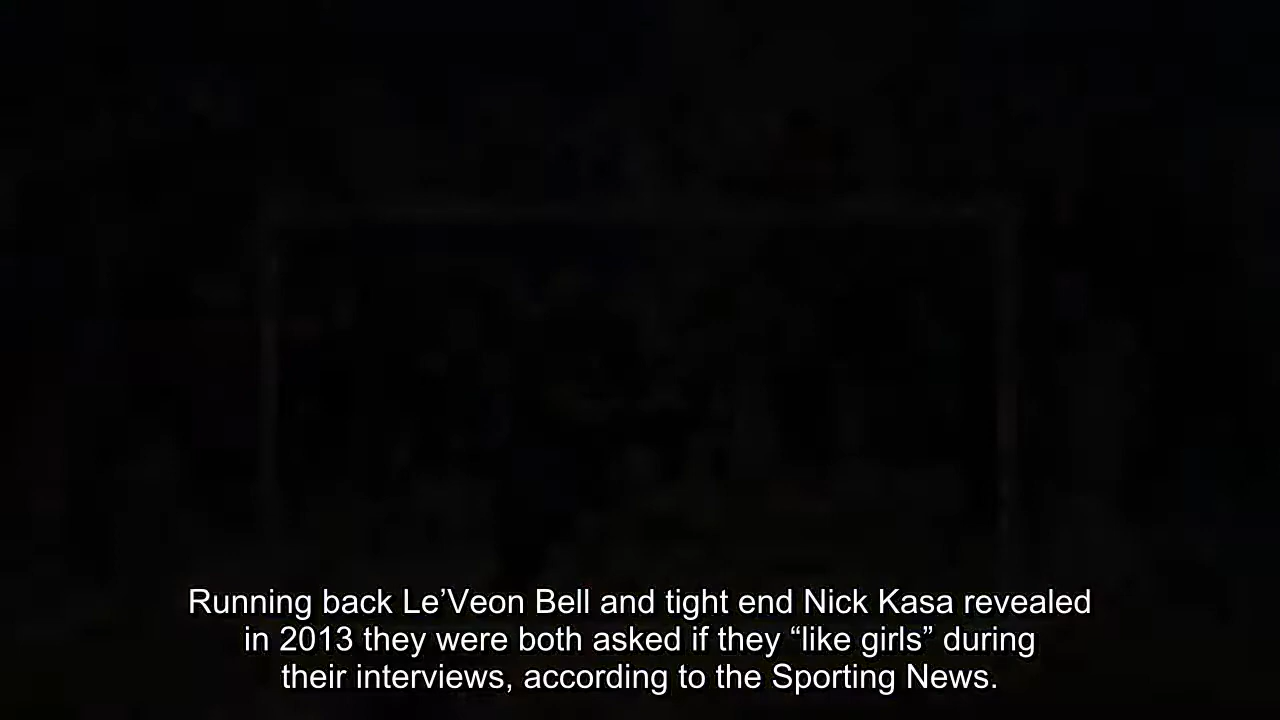 Running back Le’Veon Bell and tight end Nick Kasa revealed
in 2013 they were both asked if they “like girls” during
their interviews, according to the Sporting News.